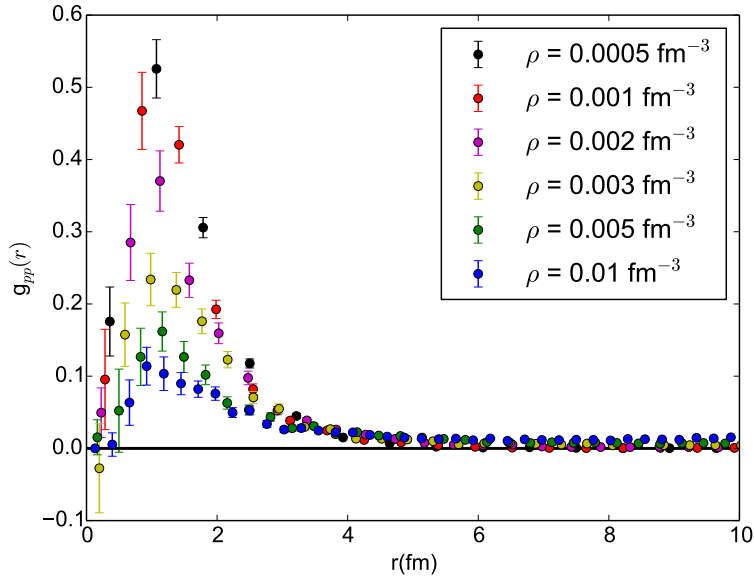 0.6
0.5
0.4
0.3
0.2
0.1
0.0
−0.1
g_{pp}(r)
ρ = 0.0005 fm⁻³
ρ = 0.001 fm⁻³
ρ = 0.002 fm⁻³
ρ = 0.003 fm⁻³
ρ = 0.005 fm⁻³
ρ = 0.01 fm⁻³
0 2 4 6 8 10
r(fm)